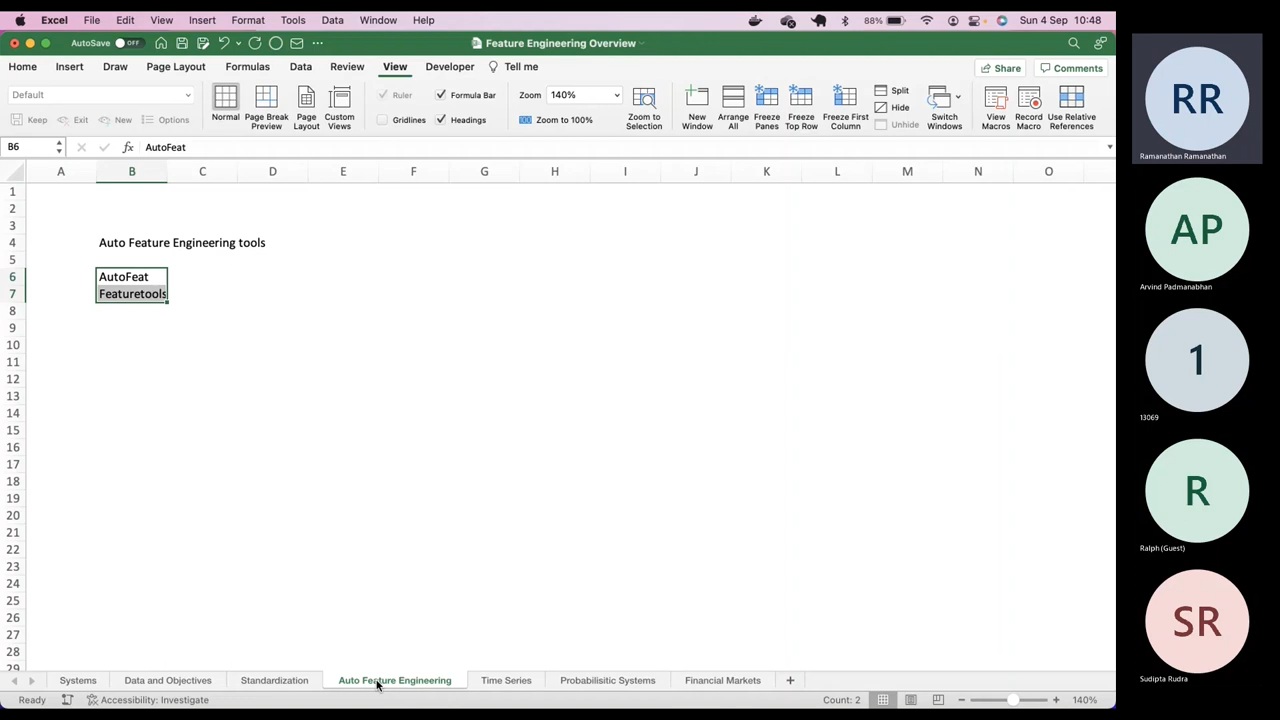 Excel File Edit View Insert Format Tools Data Window Help 88% Sun 4 Sep 10:48
AutoSave OFF ... Feature Engineering Overview
Home Insert Draw Page Layout Formulas Data Review View Developer Tell me Share Comments
Default Keep Exit New Options
Normal Page Break Preview Page Layout Custom Views
Ruler Formula Bar Gridlines Headings
Zoom 140% Zoom to 100% Zoom to Selection
New Window Arrange All Freeze Panes Freeze Top Row Freeze First Column
Split Hide Unhide Switch Windows
View Macros Record Macro Use Relative References
B6 fx AutoFeat
A B C D E F G H I J K L M N O
1
2
3
4 Auto Feature Engineering tools
5
6 AutoFeat
7 Featuretools
8
9
10
11
12
13
14
15
16
17
18
19
20
21
22
23
24
25
26
27
28
29
Systems Data and Objectives Standardization Auto Feature Engineering Time Series Probabilisitic Systems Financial Markets +
Ready Accessibility: Investigate Count: 2 140%
RR
Ramanathan Ramanathan
AP
Arvind Padmanabhan
1
13069
R
Ralph (Guest)
SR
Sudipta Rudra